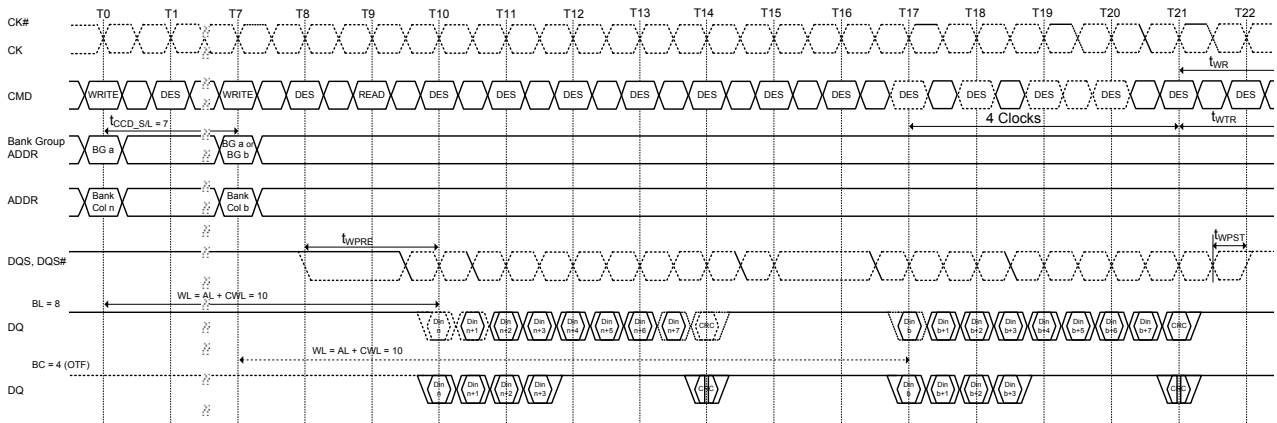 T0 T1 T7 T8 T9 T10 T11 T12 T13 T14 T15 T16 T17 T18 T19 T20 T21 T22
CK#
CK
tWR
CMD WRITE DES WRITE DES READ DES DES DES DES DES DES DES DES DES DES DES DES DES
tCCD_S/L = 7
4 Clocks
tWTR
Bank Group
ADDR
BG a
BG a or
BG b
ADDR
Bank
Col n
Bank
Col b
tWPRE
tWPST
DQS, DQS#
BL = 8
WL = AL + CWL = 10
DQ
Din n Din n+1 Din n+2 Din n+3 Din n+4 Din n+5 Din n+6 Din n+7 CRC Din b Din b+1 Din b+2 Din b+3 Din b+4 Din b+5 Din b+6 Din b+7 CRC
BC = 4 (OTF)
WL = AL + CWL = 10
DQ
Din n Din n+1 Din n+2 Din n+3 CRC Din b Din b+1 Din b+2 Din b+3 CRC